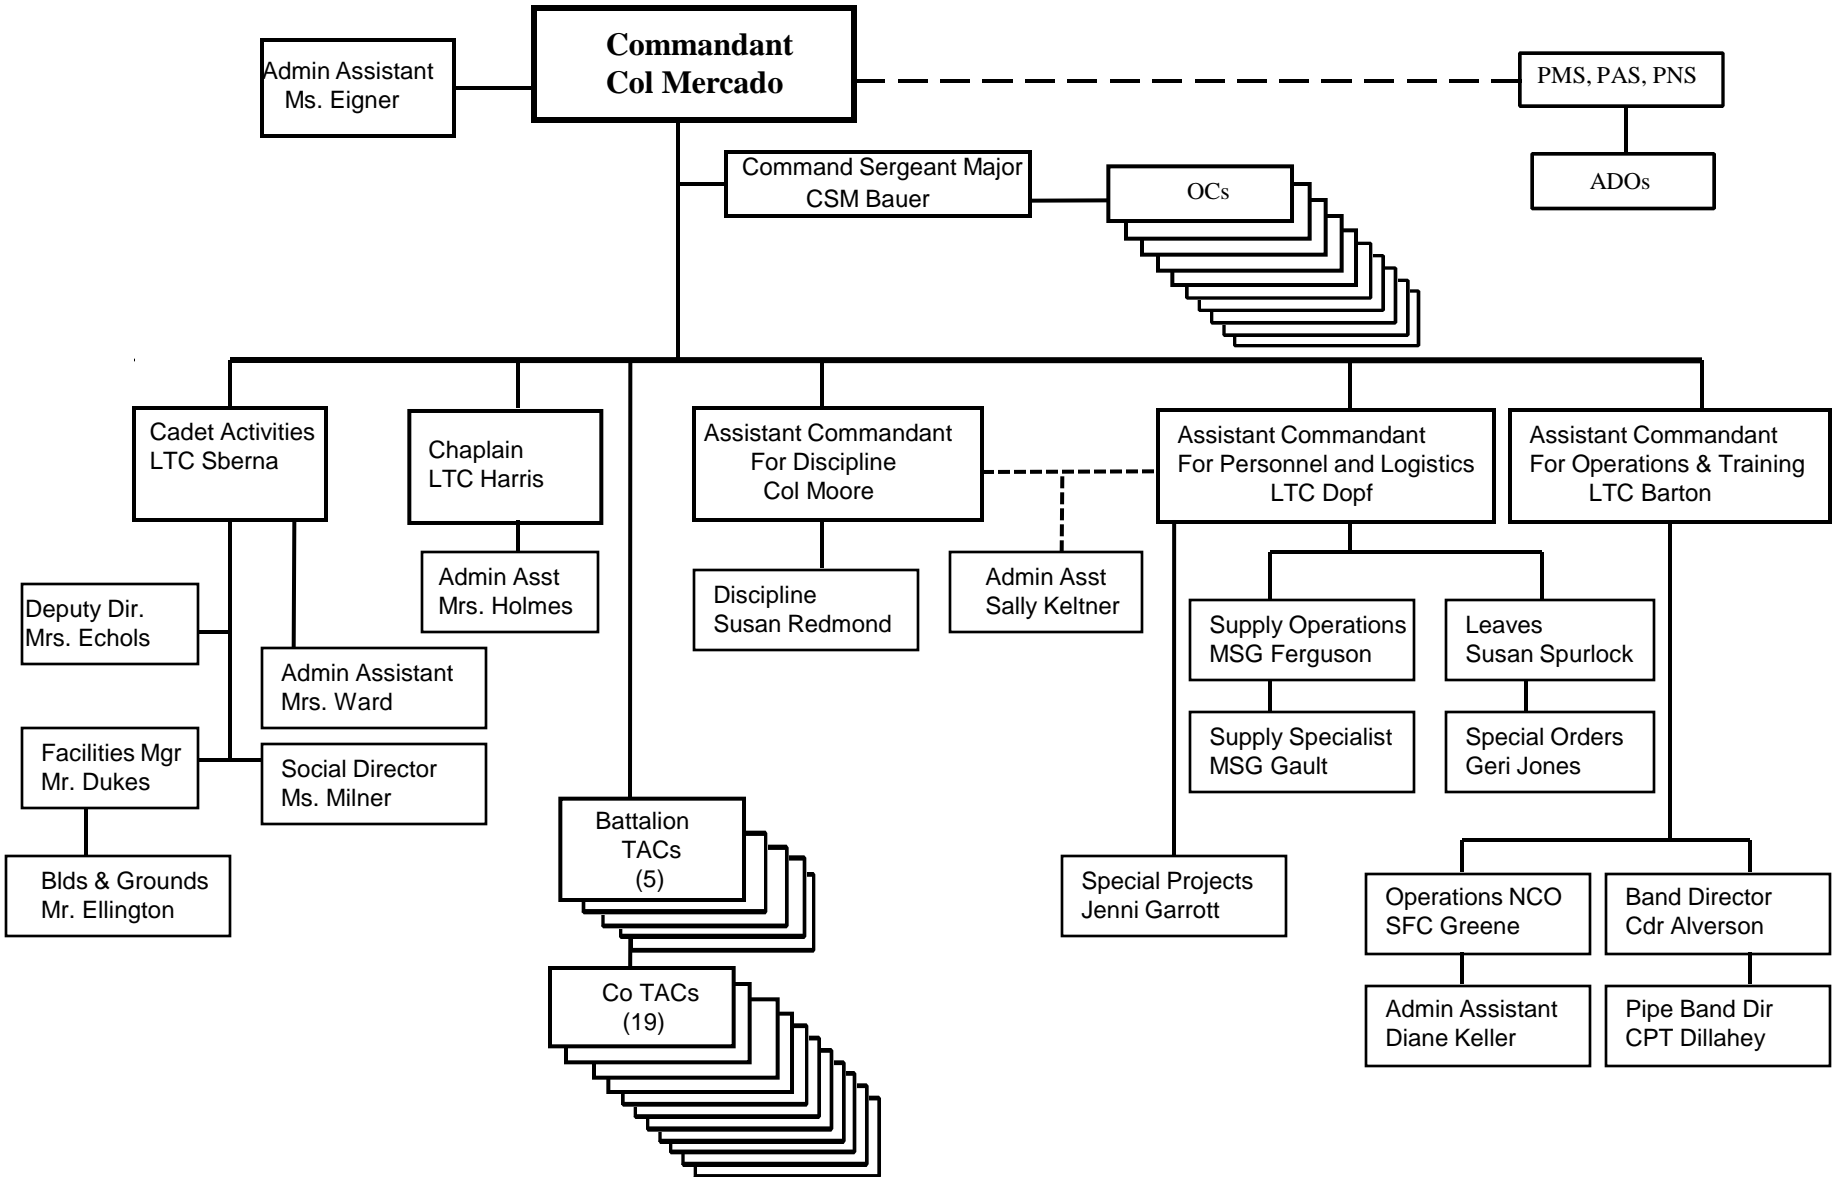 Commandant
Col Mercado
Admin Assistant
Ms. Eigner
PMS, PAS, PNS
ADOs
Command Sergeant Major
CSM Bauer
OCs
Cadet Activities
LTC Sberna
Chaplain
LTC Harris
Assistant Commandant
For Discipline
Col Moore
Assistant Commandant
For Personnel and Logistics
LTC Dopf
Assistant Commandant
For Operations & Training
LTC Barton
Admin Asst
Mrs. Holmes
Discipline
Susan Redmond
Admin Asst
Sally Keltner
Deputy Dir.
Mrs. Echols
Admin Assistant
Mrs. Ward
Supply Operations
MSG Ferguson
Leaves
Susan Spurlock
Facilities Mgr
Mr. Dukes
Social Director
Ms. Milner
Supply Specialist
MSG Gault
Special Orders
Geri Jones
Battalion
TACs
(5)
Blds & Grounds
Mr. Ellington
Special Projects
Jenni Garrott
Operations NCO
SFC Greene
Band Director
Cdr Alverson
Co TACs
(19)
Admin Assistant
Diane Keller
Pipe Band Dir
CPT Dillahey